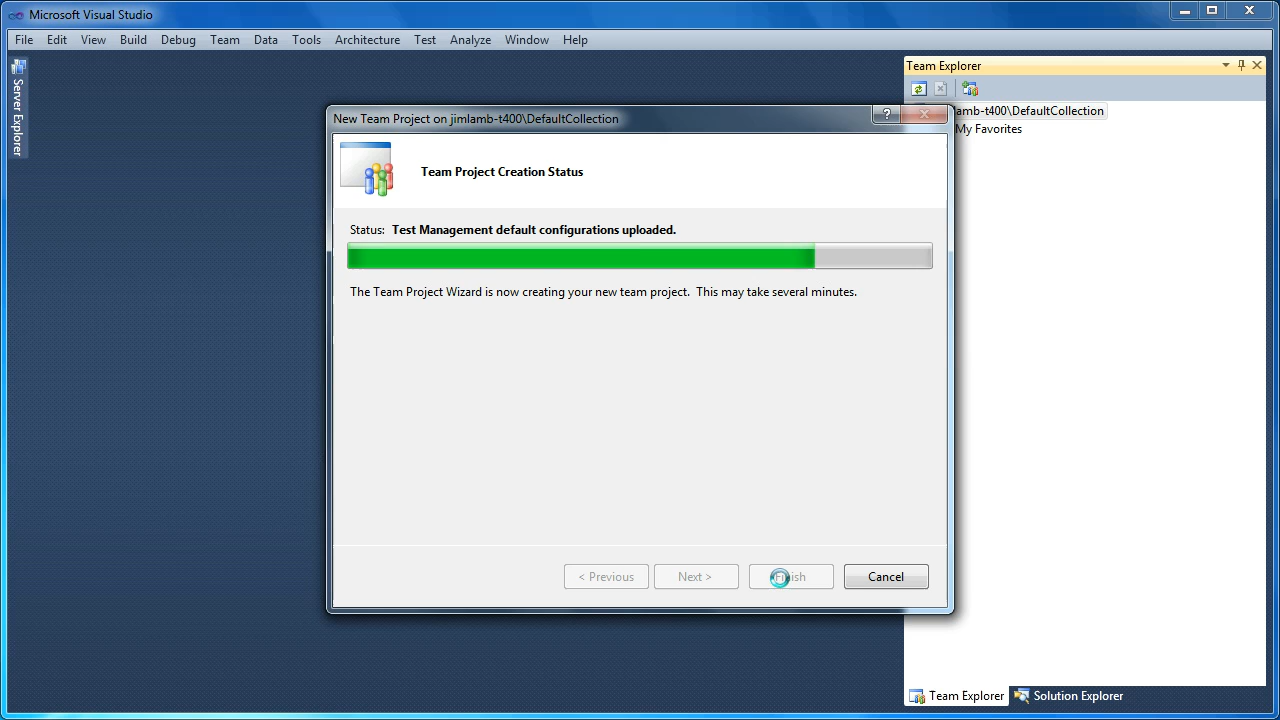 Microsoft Visual Studio
File Edit View Build Debug Team Data Tools Architecture Test Analyze Window Help
Server Explorer
Team Explorer
amb-t400\DefaultCollection
My Favorites
New Team Project on jimlamb-t400\DefaultCollection
?
Team Project Creation Status
Status: Test Management default configurations uploaded.
The Team Project Wizard is now creating your new team project. This may take several minutes.
< Previous Next > Finish Cancel
Team Explorer Solution Explorer